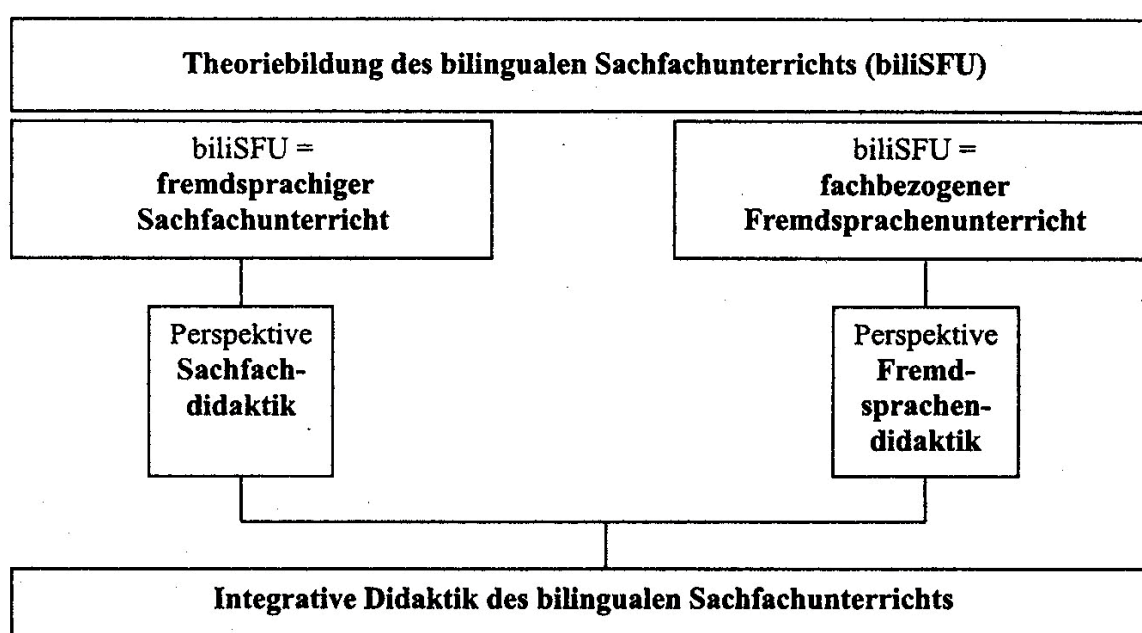 Theoriebildung des bilingualen Sachfachunterrichts (biliSFU)
biliSFU =
fremdsprachiger
Sachfachunterricht
biliSFU =
fachbezogener
Fremdsprachenunterricht
Perspektive
Sachfach-
didaktik
Perspektive
Fremd-
sprachen-
didaktik
Integrative Didaktik des bilingualen Sachfachunterrichts